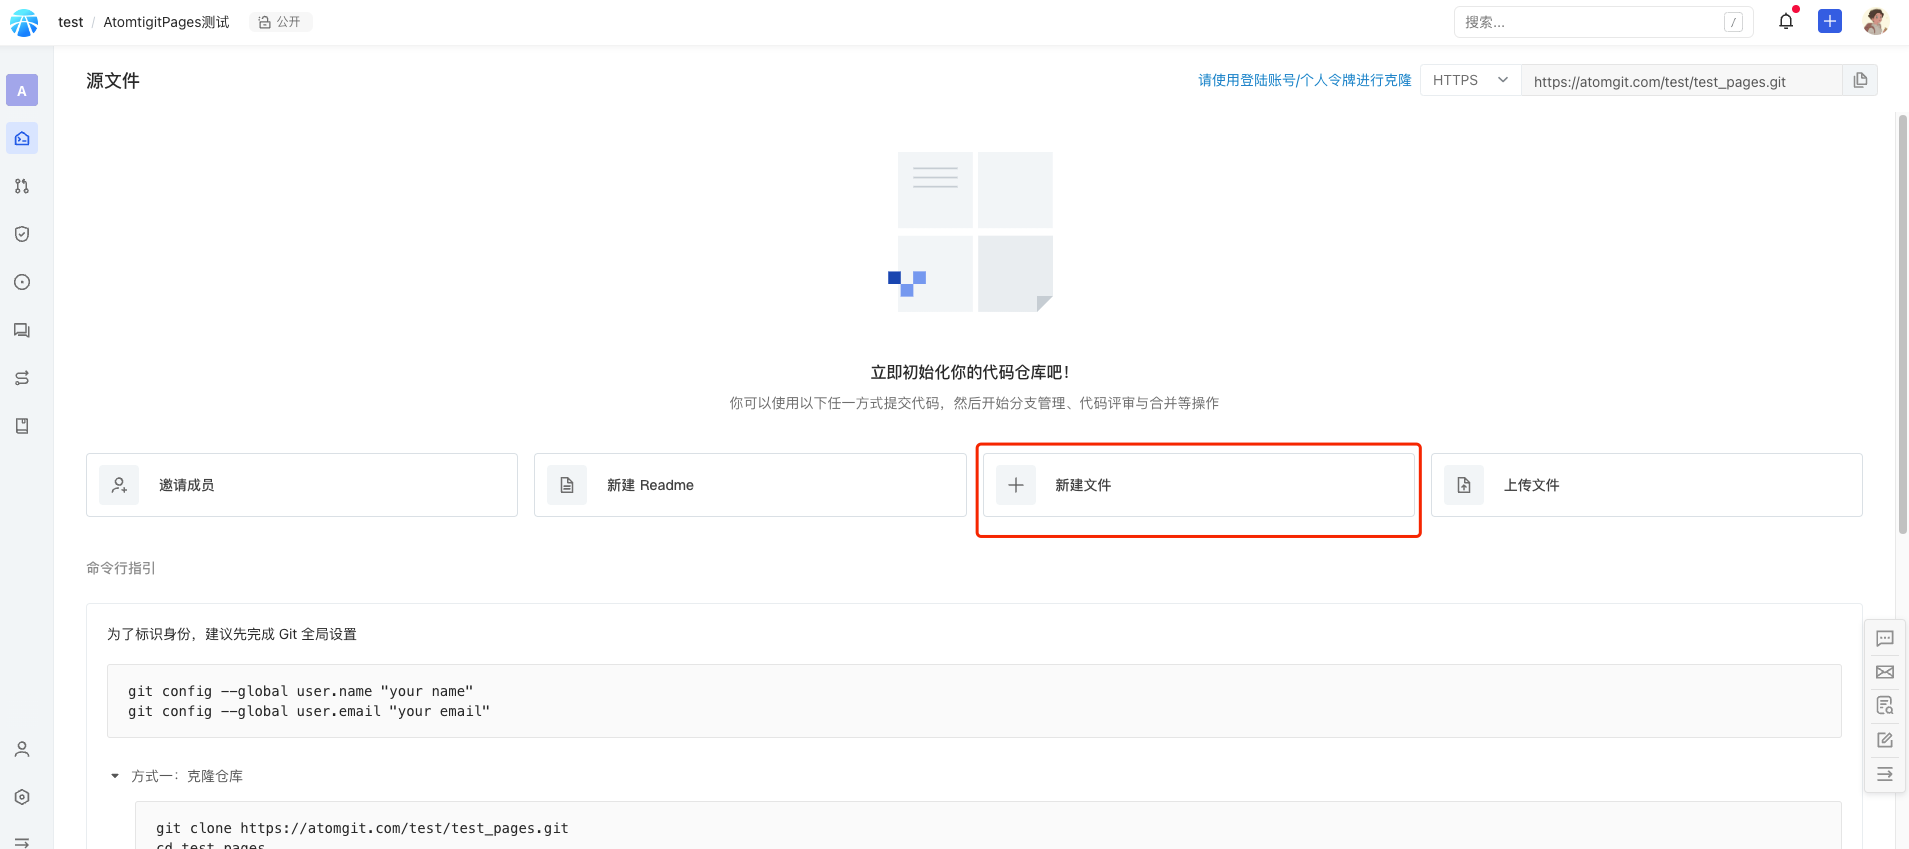 test / AtomtigitPages测试 公开
搜索... /
A
源文件
请使用登陆账号/个人令牌进行克隆 HTTPS https://atomgit.com/test/test_pages.git
立即初始化你的代码仓库吧！
你可以使用以下任一方式提交代码，然后开始分支管理、代码评审与合并等操作
邀请成员
新建 Readme
新建文件
上传文件
命令行指引
为了标识身份，建议先完成 Git 全局设置
git config --global user.name "your name"
git config --global user.email "your email"
方式一：克隆仓库
git clone https://atomgit.com/test/test_pages.git
cd test_pages